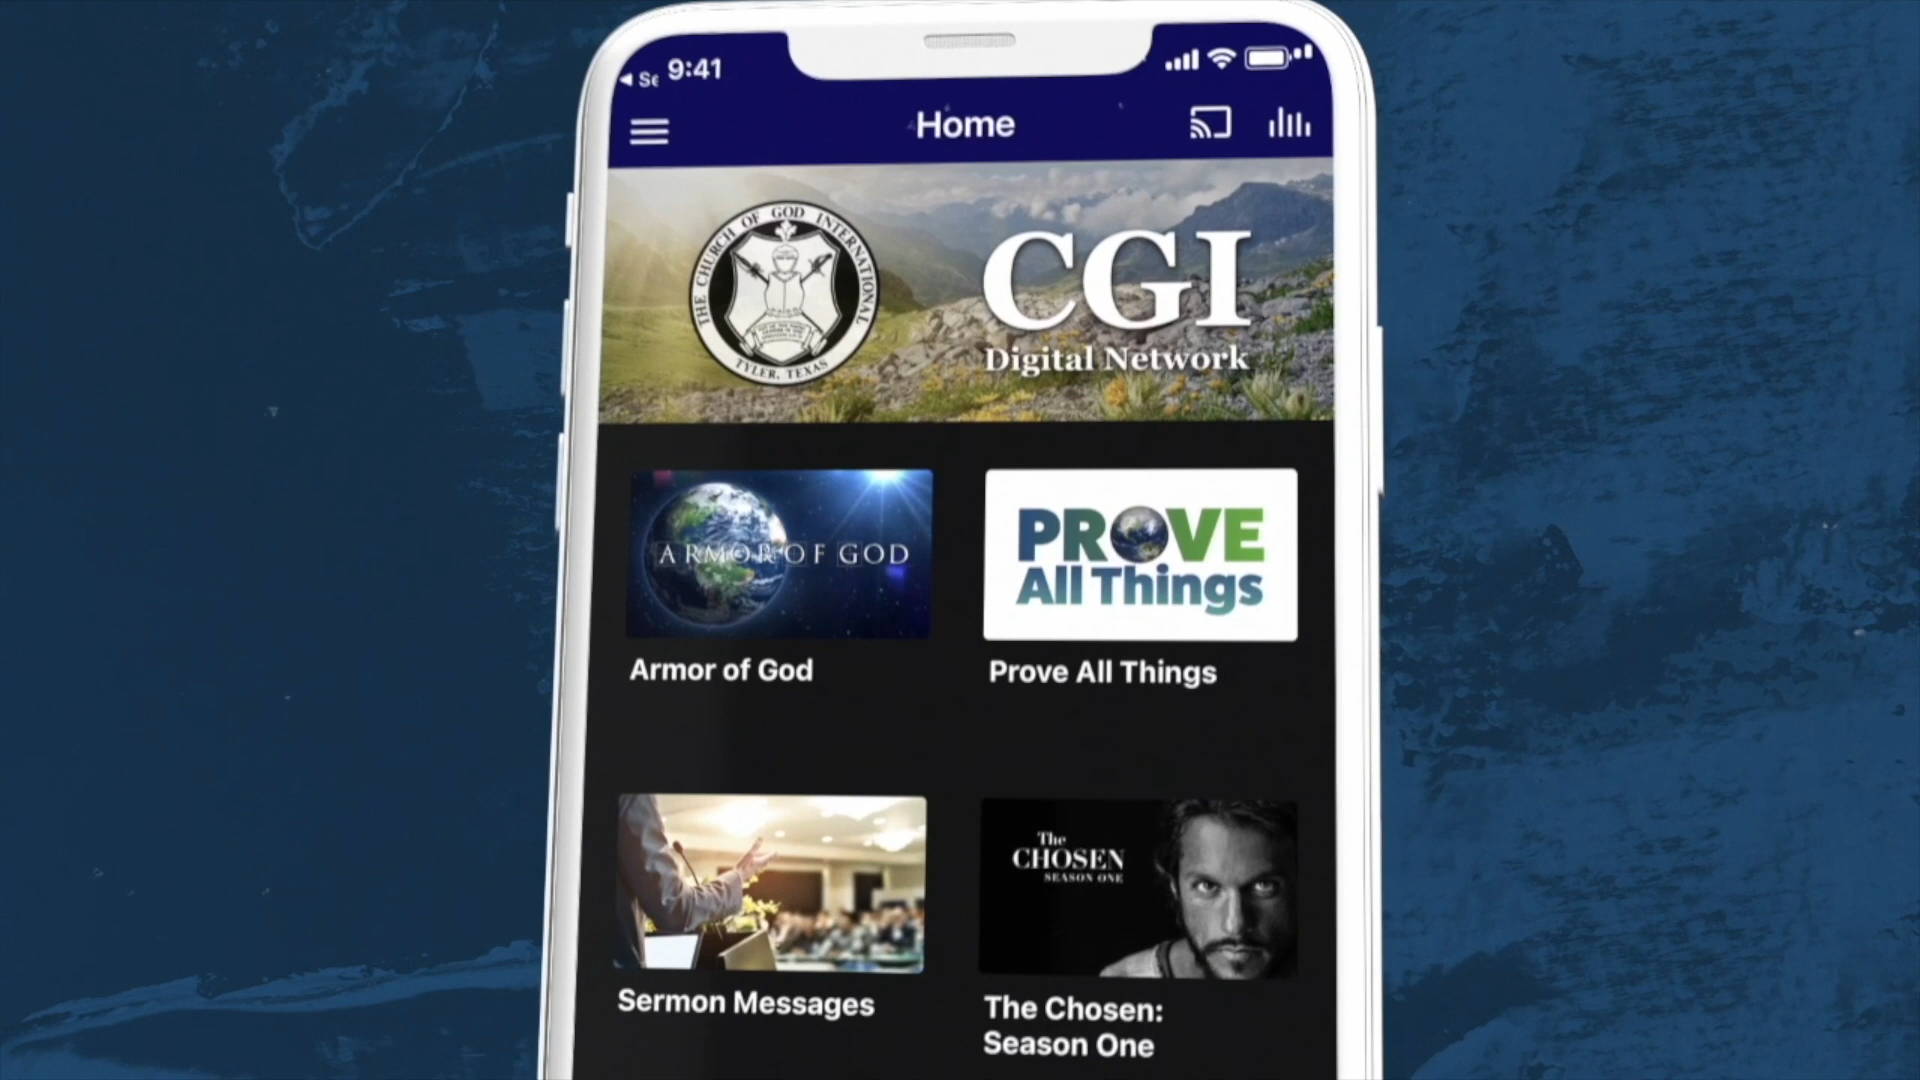 Se 9:41
Home
THE CHURCH OF GOD INTERNATIONAL
TYLER, TEXAS
CGI
Digital Network
ARMOR OF GOD
PROVE
All Things
Armor of God
Prove All Things
The
CHOSEN
SEASON ONE
Sermon Messages
The Chosen:
Season One